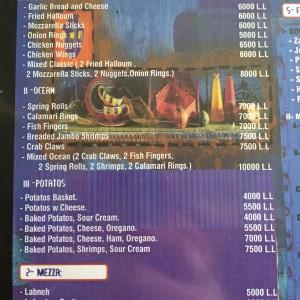 - Garlic Bread and Cheese 6000 L.L
- Fried Halloum 6000 L.L
- Mozzarella Sticks 6000 L.L
- Onion Rings 5000 L.L
- Chicken Nuggets 6500 L.L
- Chicken Wings 6000 L.L
- Mixed Classic ( 2 Fried Halloum,
2 Mozzarella Sticks, 2 Nuggets,Onion Rings.) 8000 L.L
II -OCEAN
- Spring Rolls 7000 L.L
- Calamari Rings 7000 L.L
- Fish Fingers 7000 L.L
- Breaded Jambo Shrimps 7500 L.L
- Crab Claws 7500 L.L
- Mixed Ocean (2 Crab Claws, 2 Fish Fingers,
2 Spring Rolls, 2 Shrimps, 2 Calamari Rings.) 10000 L.L
III -POTATOS
- Potatos Basket. 4000 L.L
- Potatos w Cheese. 5500 L.L
- Baked Potatos, Sour Cream. 4000 L.L
- Baked Potatos, Cheese, Oregano. 5500 L.L
- Baked Potatos, Cheese, Ham, Oregano. 7000 L.L
- Baked Potatos, Shrimps, Sour Cream 7500 L.L
2- MEZZA:
- Labneh 5000 L.L